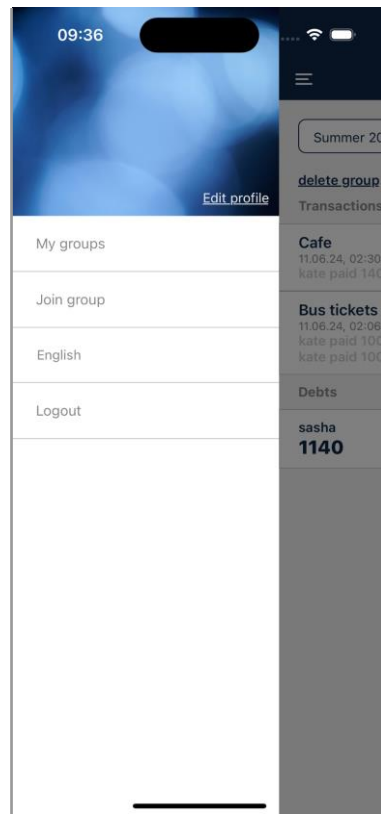 09:36
Edit profile
My groups
Join group
English
Logout
Summer 20
delete group
Transactions
Cafe
11.06.24, 02:30
kate paid 140
Bus tickets
11.06.24, 02:06
kate paid 100
kate paid 100
Debts
sasha
1140